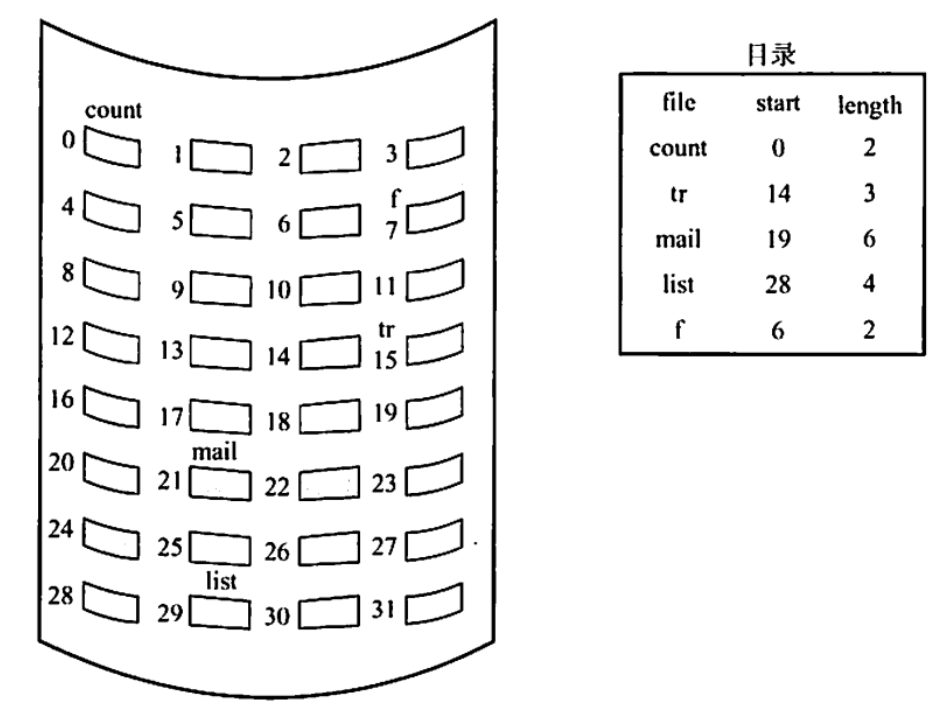 count
0 1 2 3
f
4 5 6 7
8 9 10 11
tr
12 13 14 15
16 17 18 19
mail
20 21 22 23
24 25 26 27
list
28 29 30 31
目录
file start length
count 0 2
tr 14 3
mail 19 6
list 28 4
f 6 2